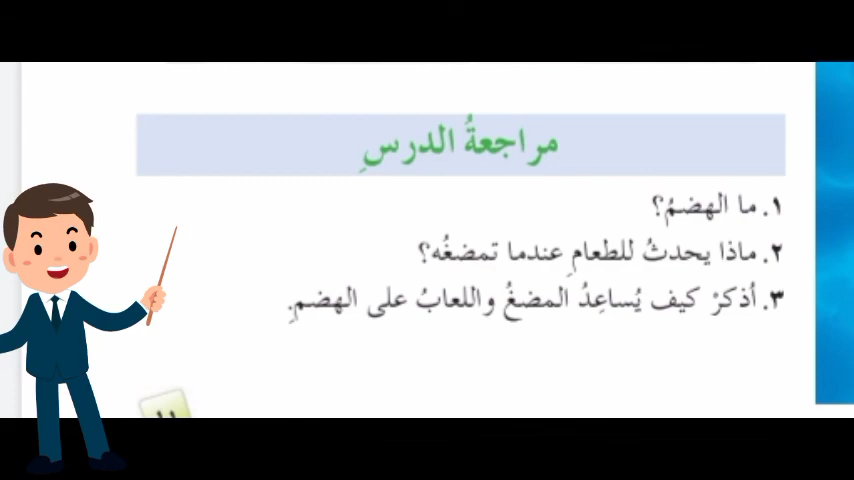 مراجعةُ الدرسِ
١. ما الهضمُ؟
٢. ماذا يحدثُ للطعامِ عندما تمضغُه؟
٣. أذكرْ كيف يُساعِدُ المضغُ واللعابُ على الهضمِ.